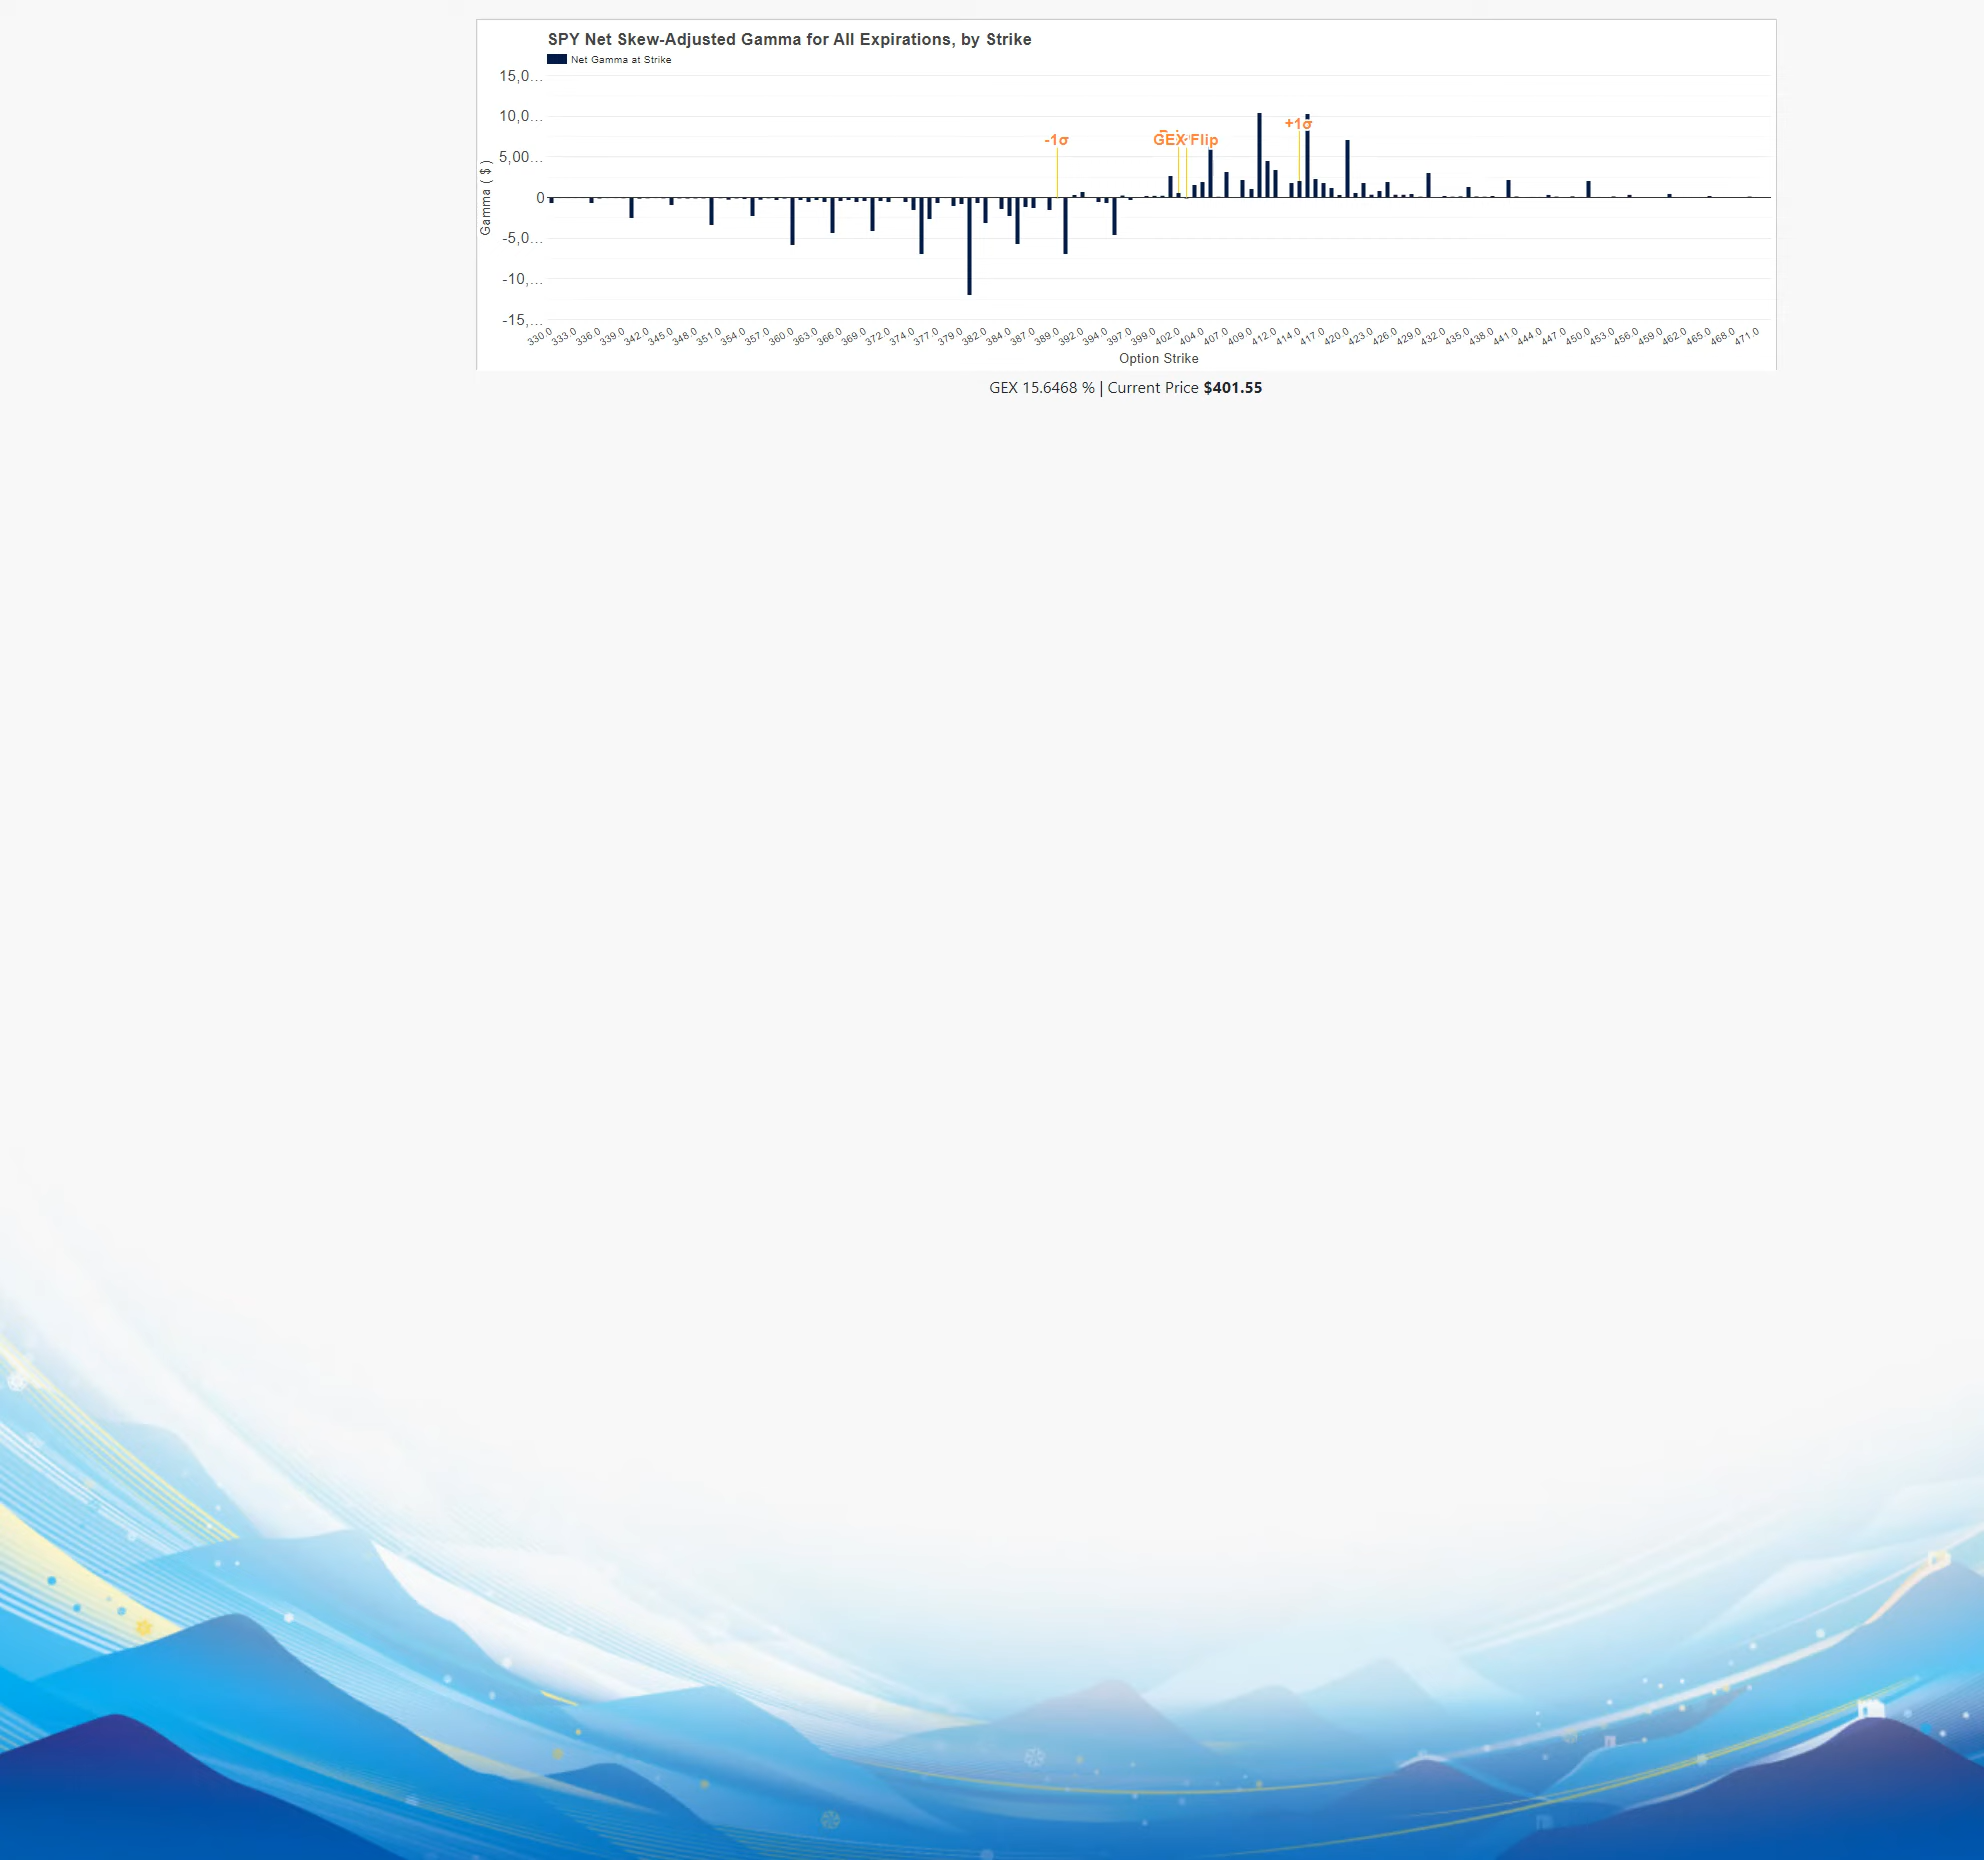 SPY Net Skew-Adjusted Gamma for All Expirations, by Strike
Net Gamma at Strike
15,0...
10,0...
5,00...
0
-5,0...
-10,...
-15,...
Gamma ( $ )
-1σ
GEX Flip
+1σ
330.0 333.0 336.0 339.0 342.0 345.0 348.0 351.0 354.0 357.0 360.0 363.0 366.0 369.0 372.0 374.0 377.0 379.0 382.0 384.0 387.0 389.0 392.0 394.0 397.0 399.0 402.0 404.0 407.0 409.0 412.0 414.0 417.0 420.0 423.0 426.0 429.0 432.0 435.0 438.0 441.0 444.0 447.0 450.0 453.0 456.0 459.0 462.0 465.0 468.0 471.0
Option Strike
GEX 15.6468 % | Current Price $401.55